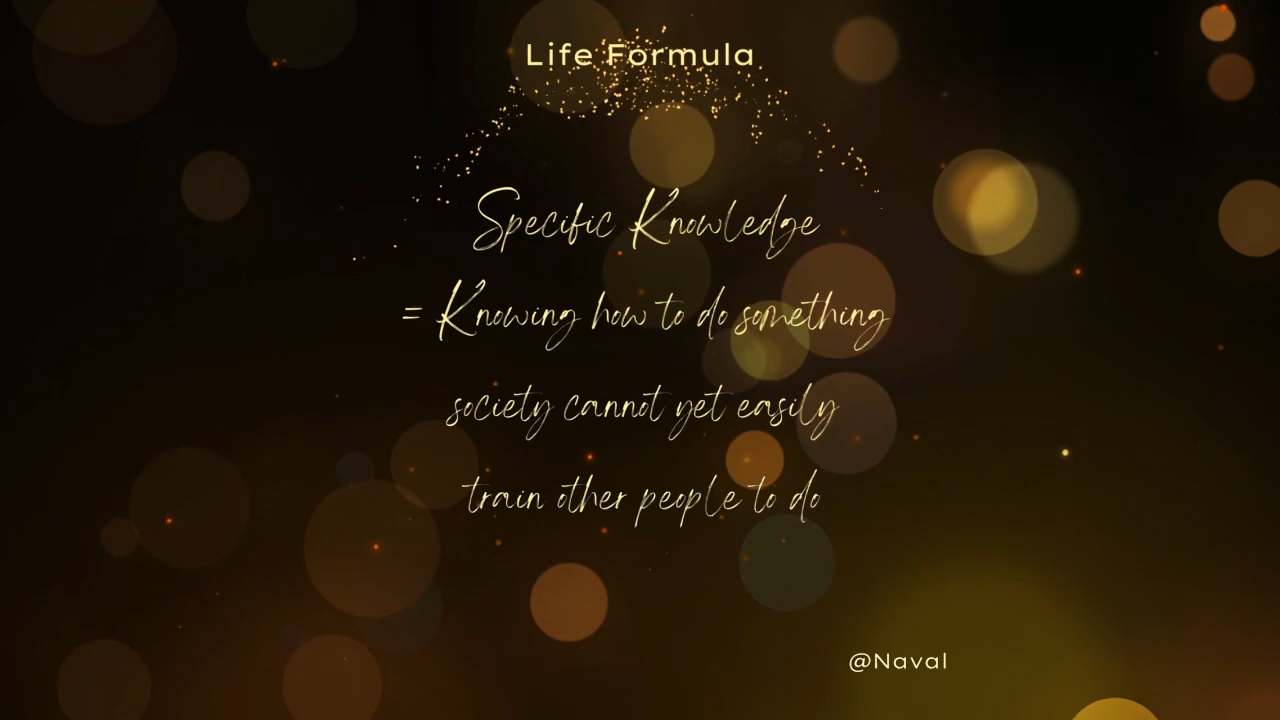 Life Formula
Specific Knowledge
= Knowing how to do something
society cannot yet easily
train other people to do
@Naval